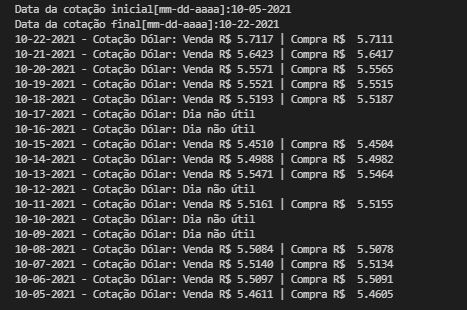 Data da cotação inicial[mm-dd-aaaa]:10-05-2021
Data da cotação final[mm-dd-aaaa]:10-22-2021
10-22-2021 - Cotação Dólar: Venda R$ 5.7117 | Compra R$  5.7111
10-21-2021 - Cotação Dólar: Venda R$ 5.6423 | Compra R$  5.6417
10-20-2021 - Cotação Dólar: Venda R$ 5.5571 | Compra R$  5.5565
10-19-2021 - Cotação Dólar: Venda R$ 5.5521 | Compra R$  5.5515
10-18-2021 - Cotação Dólar: Venda R$ 5.5193 | Compra R$  5.5187
10-17-2021 - Cotação Dólar: Dia não útil
10-16-2021 - Cotação Dólar: Dia não útil
10-15-2021 - Cotação Dólar: Venda R$ 5.4510 | Compra R$  5.4504
10-14-2021 - Cotação Dólar: Venda R$ 5.4988 | Compra R$  5.4982
10-13-2021 - Cotação Dólar: Venda R$ 5.5471 | Compra R$  5.5464
10-12-2021 - Cotação Dólar: Dia não útil
10-11-2021 - Cotação Dólar: Venda R$ 5.5161 | Compra R$  5.5155
10-10-2021 - Cotação Dólar: Dia não útil
10-09-2021 - Cotação Dólar: Dia não útil
10-08-2021 - Cotação Dólar: Venda R$ 5.5084 | Compra R$  5.5078
10-07-2021 - Cotação Dólar: Venda R$ 5.5140 | Compra R$  5.5134
10-06-2021 - Cotação Dólar: Venda R$ 5.5097 | Compra R$  5.5091
10-05-2021 - Cotação Dólar: Venda R$ 5.4611 | Compra R$  5.4605